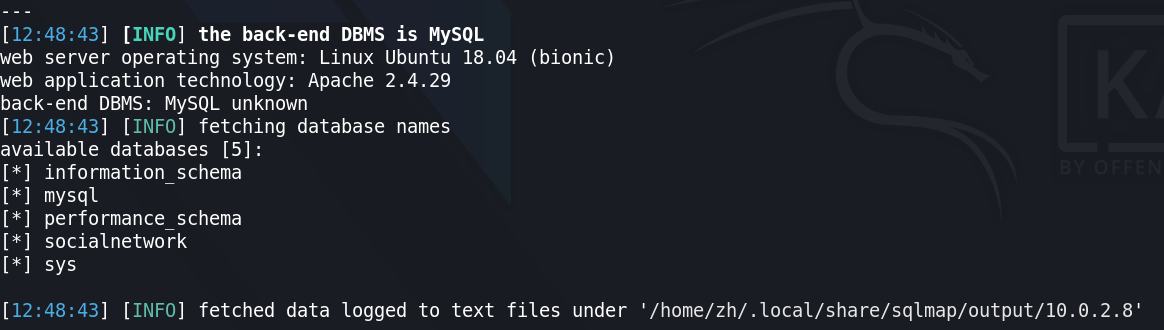 ---
[12:48:43] [INFO] the back-end DBMS is MySQL
web server operating system: Linux Ubuntu 18.04 (bionic)
web application technology: Apache 2.4.29
back-end DBMS: MySQL unknown
[12:48:43] [INFO] fetching database names
available databases [5]:
[*] information_schema
[*] mysql
[*] performance_schema
[*] socialnetwork
[*] sys
[12:48:43] [INFO] fetched data logged to text files under '/home/zh/.local/share/sqlmap/output/10.0.2.8'
KA
BY OFFEN